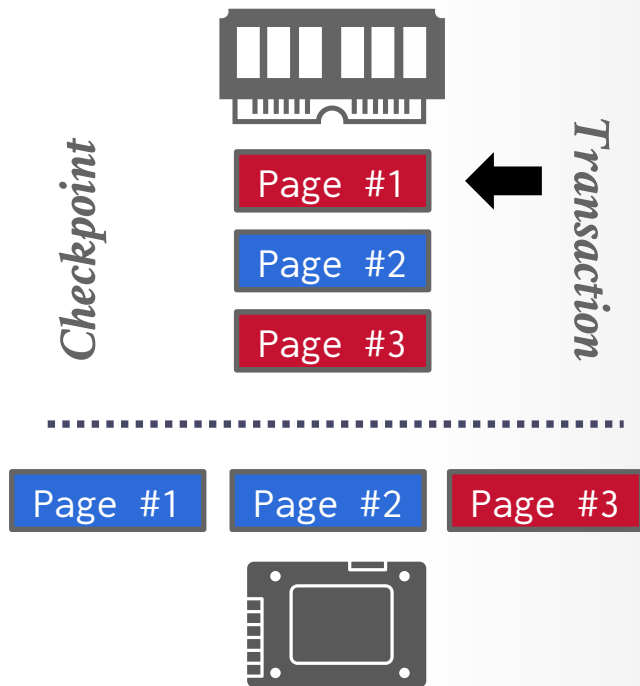 Checkpoint
Transaction
Page #1
Page #2
Page #3
Page #1
Page #2
Page #3